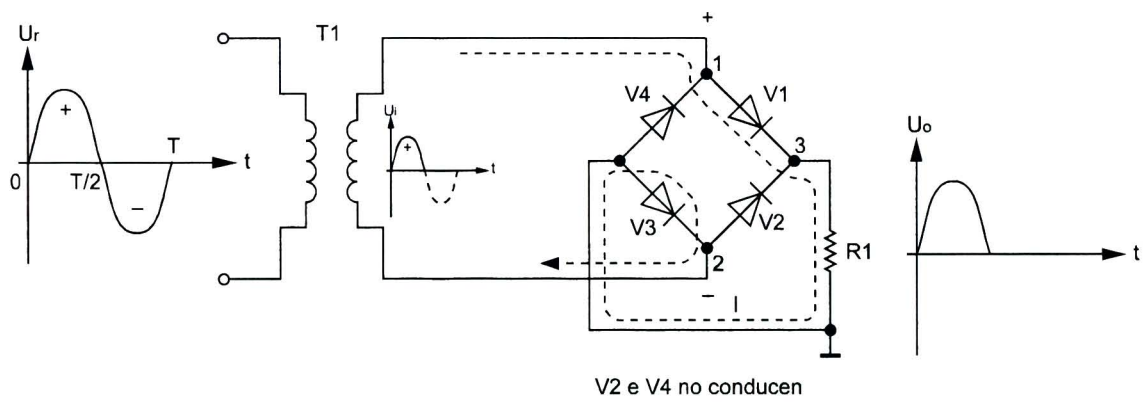 Ur
+
0
T/2
T
t
–
T1
Ui
+
t
+
1
V4
V1
3
V3
V2
2
–
I
R1
Uo
t
V2 e V4 no conducen